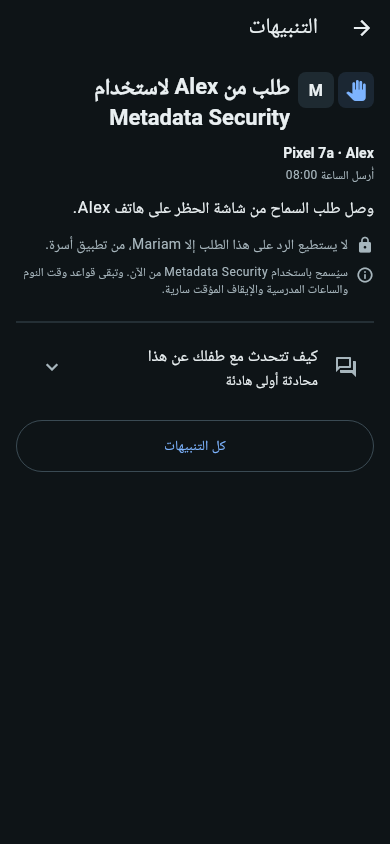 التنبيهات
M
طلب من Alex لاستخدام
Metadata Security
Pixel 7a · Alex
أُرسل الساعة 08:00
وصل طلب السماح من شاشة الحظر على هاتف Alex.
لا يستطيع الرد على هذا الطلب إلا Mariam، من تطبيق أسرة.
سيُسمح باستخدام Metadata Security من الآن. وتبقى قواعد وقت النوم
والساعات المدرسية والإيقاف المؤقت سارية.
كيف تتحدث مع طفلك عن هذا
محادثة أولى هادئة
كل التنبيهات